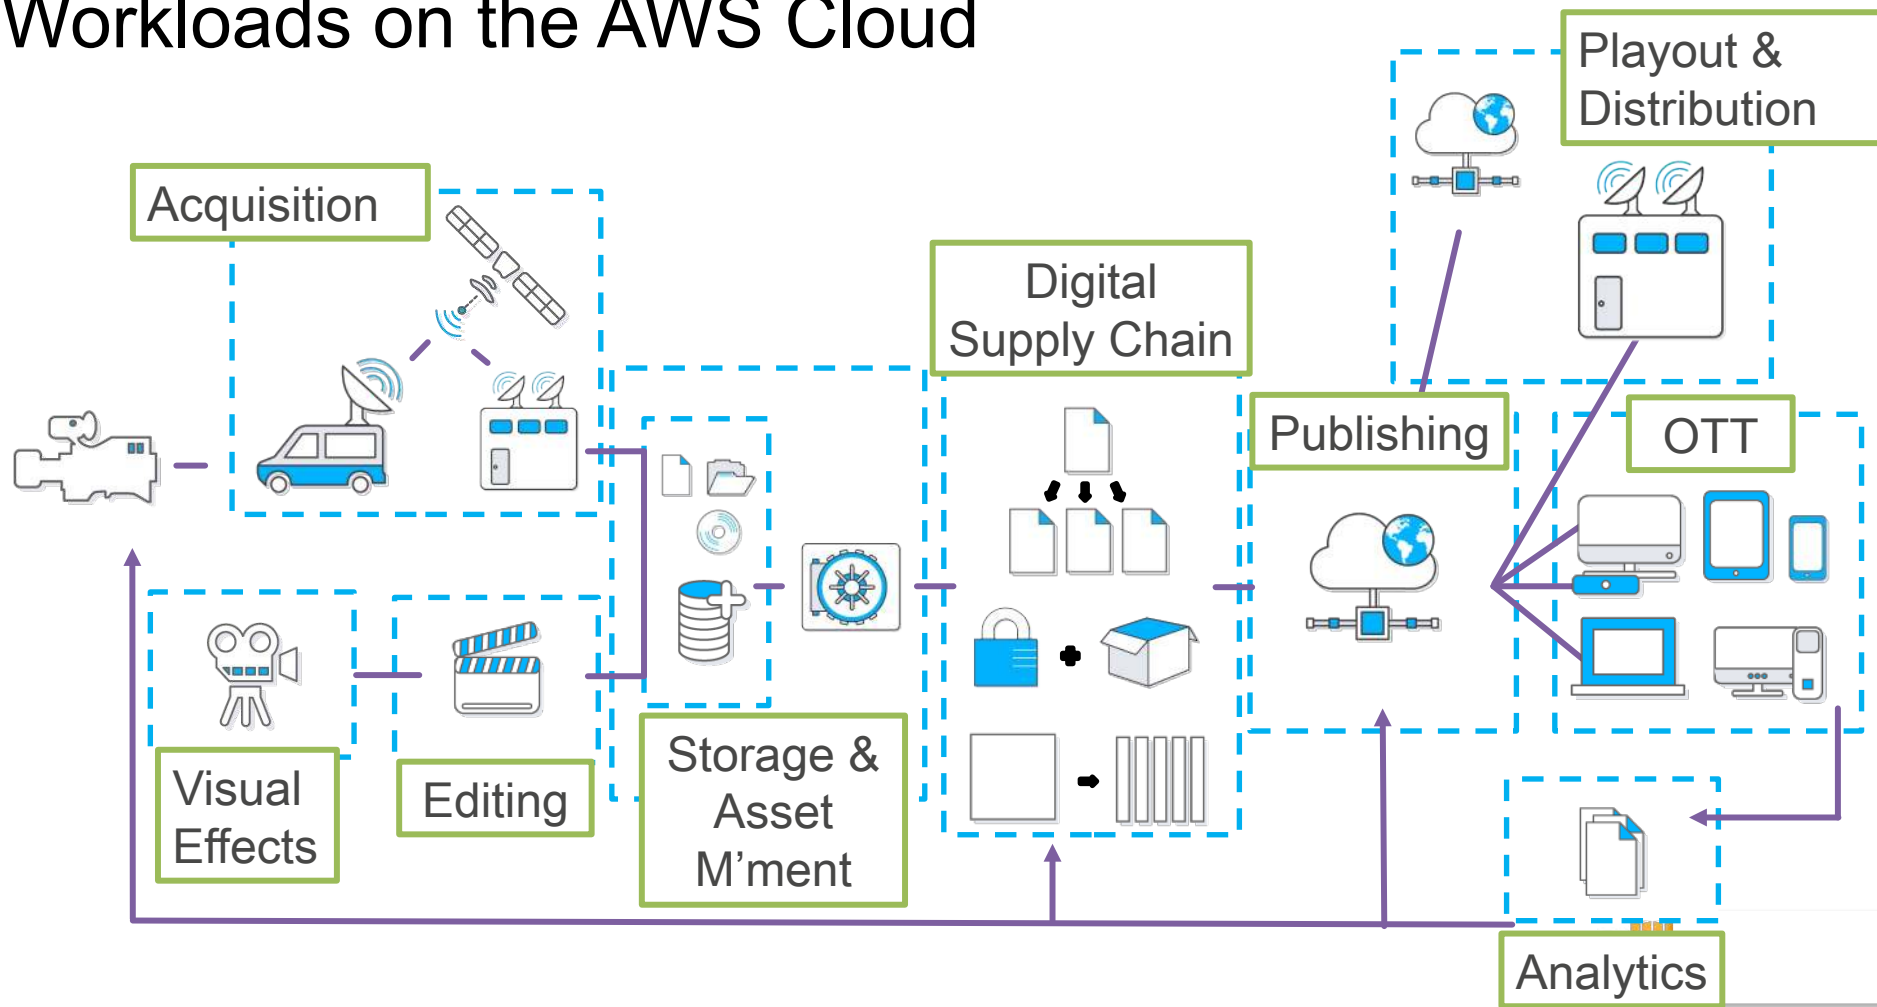 Workloads on the AWS Cloud
Playout &
Distribution
Acquisition
Digital
Supply Chain
Publishing
OTT
Visual
Effects
Editing
Storage &
Asset
M’ment
Analytics